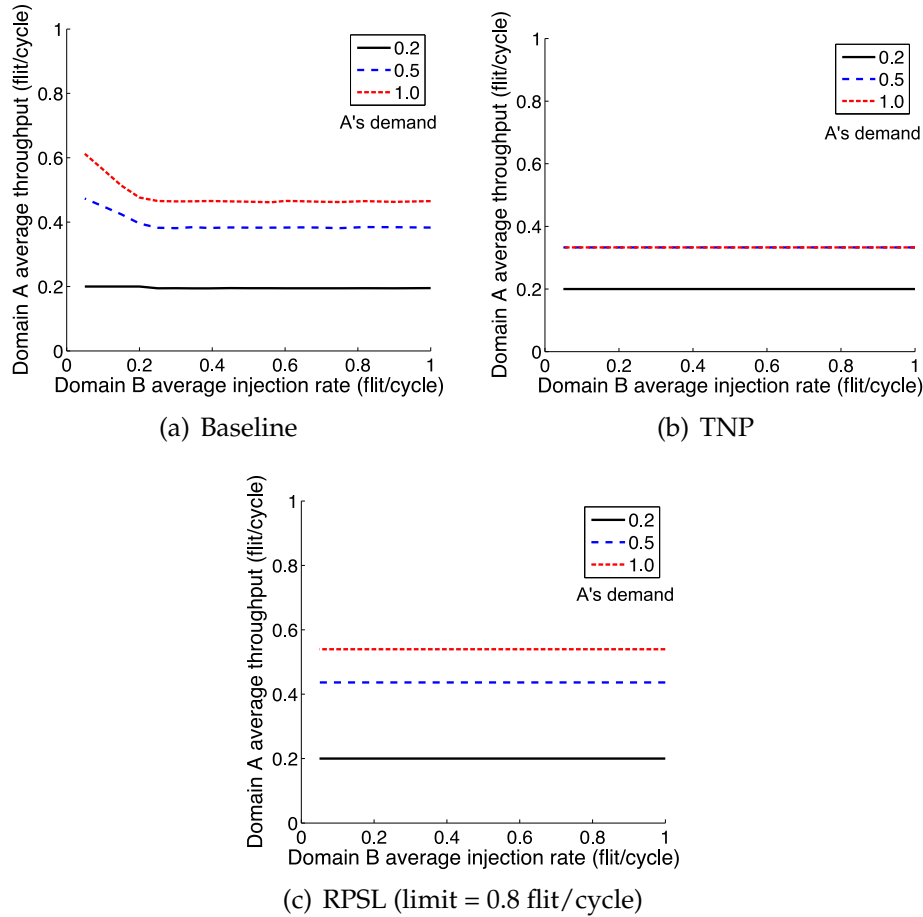 Domain A average throughput (flit/cycle)
1
0.8
0.6
0.4
0.2
0
0.2
0.5
1.0
A's demand
0 0.2 0.4 0.6 0.8 1
Domain B average injection rate (flit/cycle)
(a) Baseline
Domain A average throughput (flit/cycle)
1
0.8
0.6
0.4
0.2
0
0.2
0.5
1.0
A's demand
0 0.2 0.4 0.6 0.8 1
Domain B average injection rate (flit/cycle)
(b) TNP
Domain A average throughput (flit/cycle)
1
0.8
0.6
0.4
0.2
0
0.2
0.5
1.0
A's demand
0 0.2 0.4 0.6 0.8 1
Domain B average injection rate (flit/cycle)
(c) RPSL (limit = 0.8 flit/cycle)